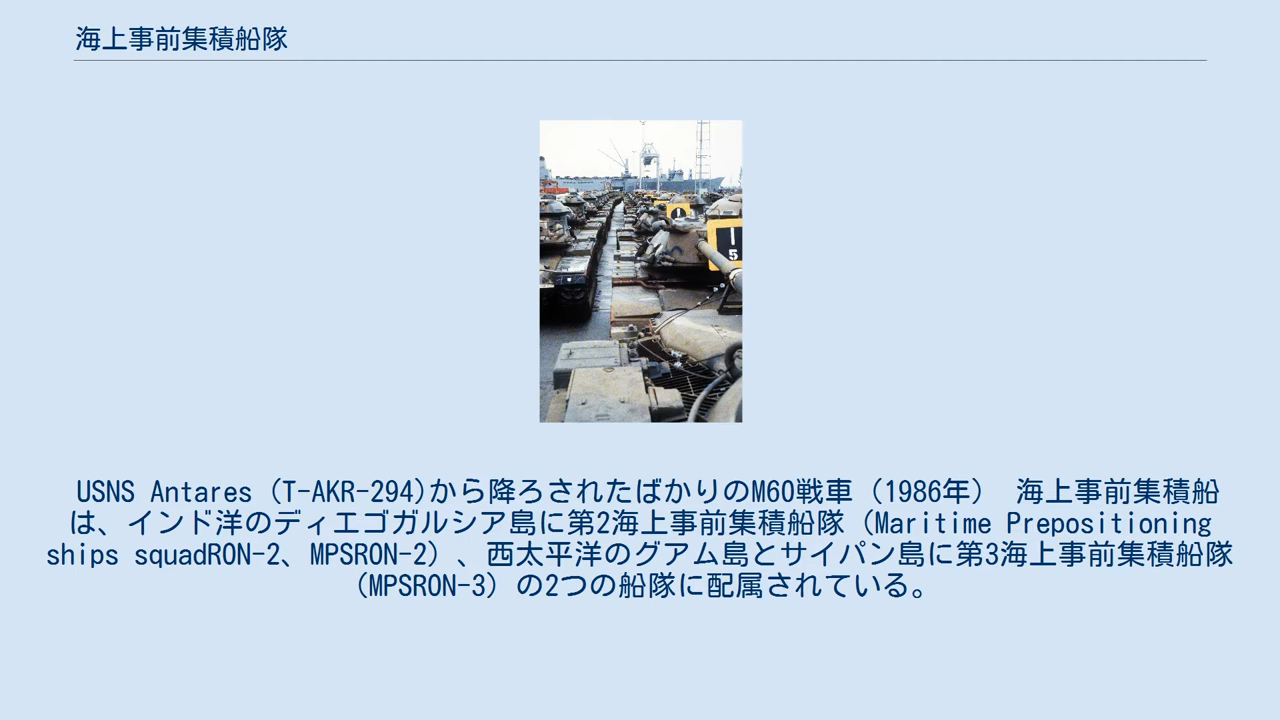 海上事前集積船隊
1
1
5
USNS Antares (T-AKR-294)から降ろされたばかりのM60戦車（1986年） 海上事前集積船
は、インド洋のディエゴガルシア島に第2海上事前集積船隊（Maritime Prepositioning
ships squadRON-2、MPSRON-2）、西太平洋のグアム島とサイパン島に第3海上事前集積船隊
（MPSRON-3）の2つの船隊に配属されている。